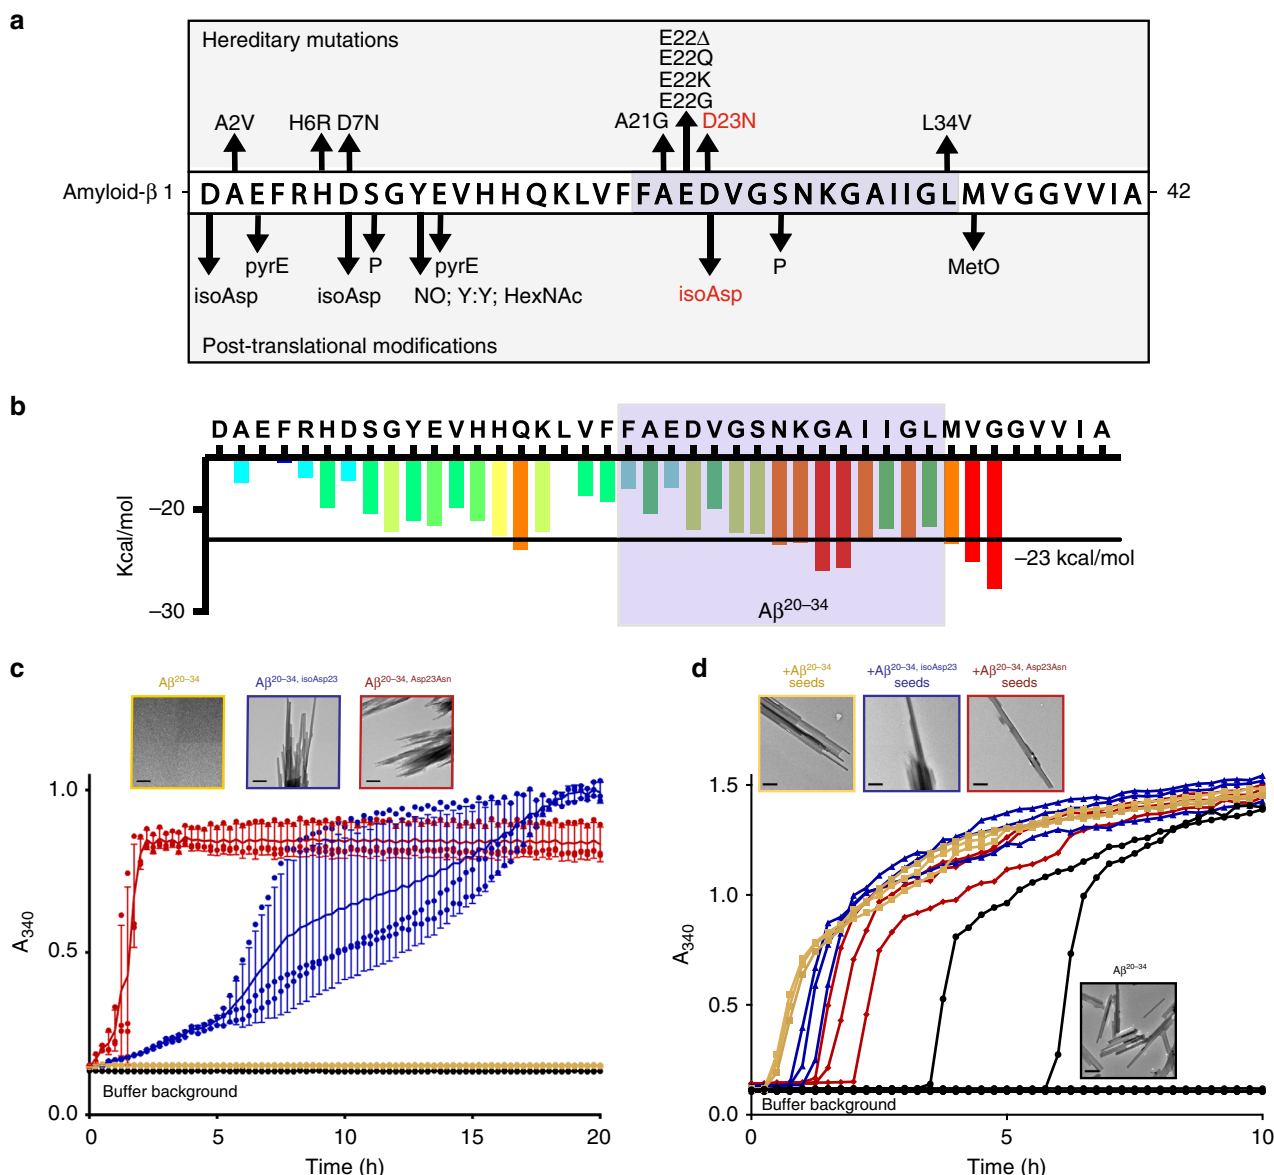 a
Hereditary mutations
E22Δ
E22Q
E22K
E22G
A2V H6R D7N A21G D23N L34V
Amyloid-β 1 DAEFRHDSGYEVHHQKLVFFAEDVGSNKGAIIGLMVGGVVIA 42
pyrE P pyrE P MetO
isoAsp isoAsp NO; Y:Y; HexNAc isoAsp
Post-translational modifications
b
D A E F R H D S G Y E V H H Q K L V F F A E D V G S N K G A I I G L M V G G V V I A
Kcal/mol
–20
–23 kcal/mol
–30
Aβ20–34
c
Aβ20–34 Aβ20–34, isoAsp23 Aβ20–34, Asp23Asn
1.0
0.5
0.0
A340
Buffer background
0 5 10 15 20
Time (h)
d
+Aβ20–34 seeds
+Aβ20–34, isoAsp23 seeds
+Aβ20–34, Asp23Asn seeds
1.5
1.0
0.5
0.0
A340
Aβ20–34
Buffer background
0 5 10
Time (h)